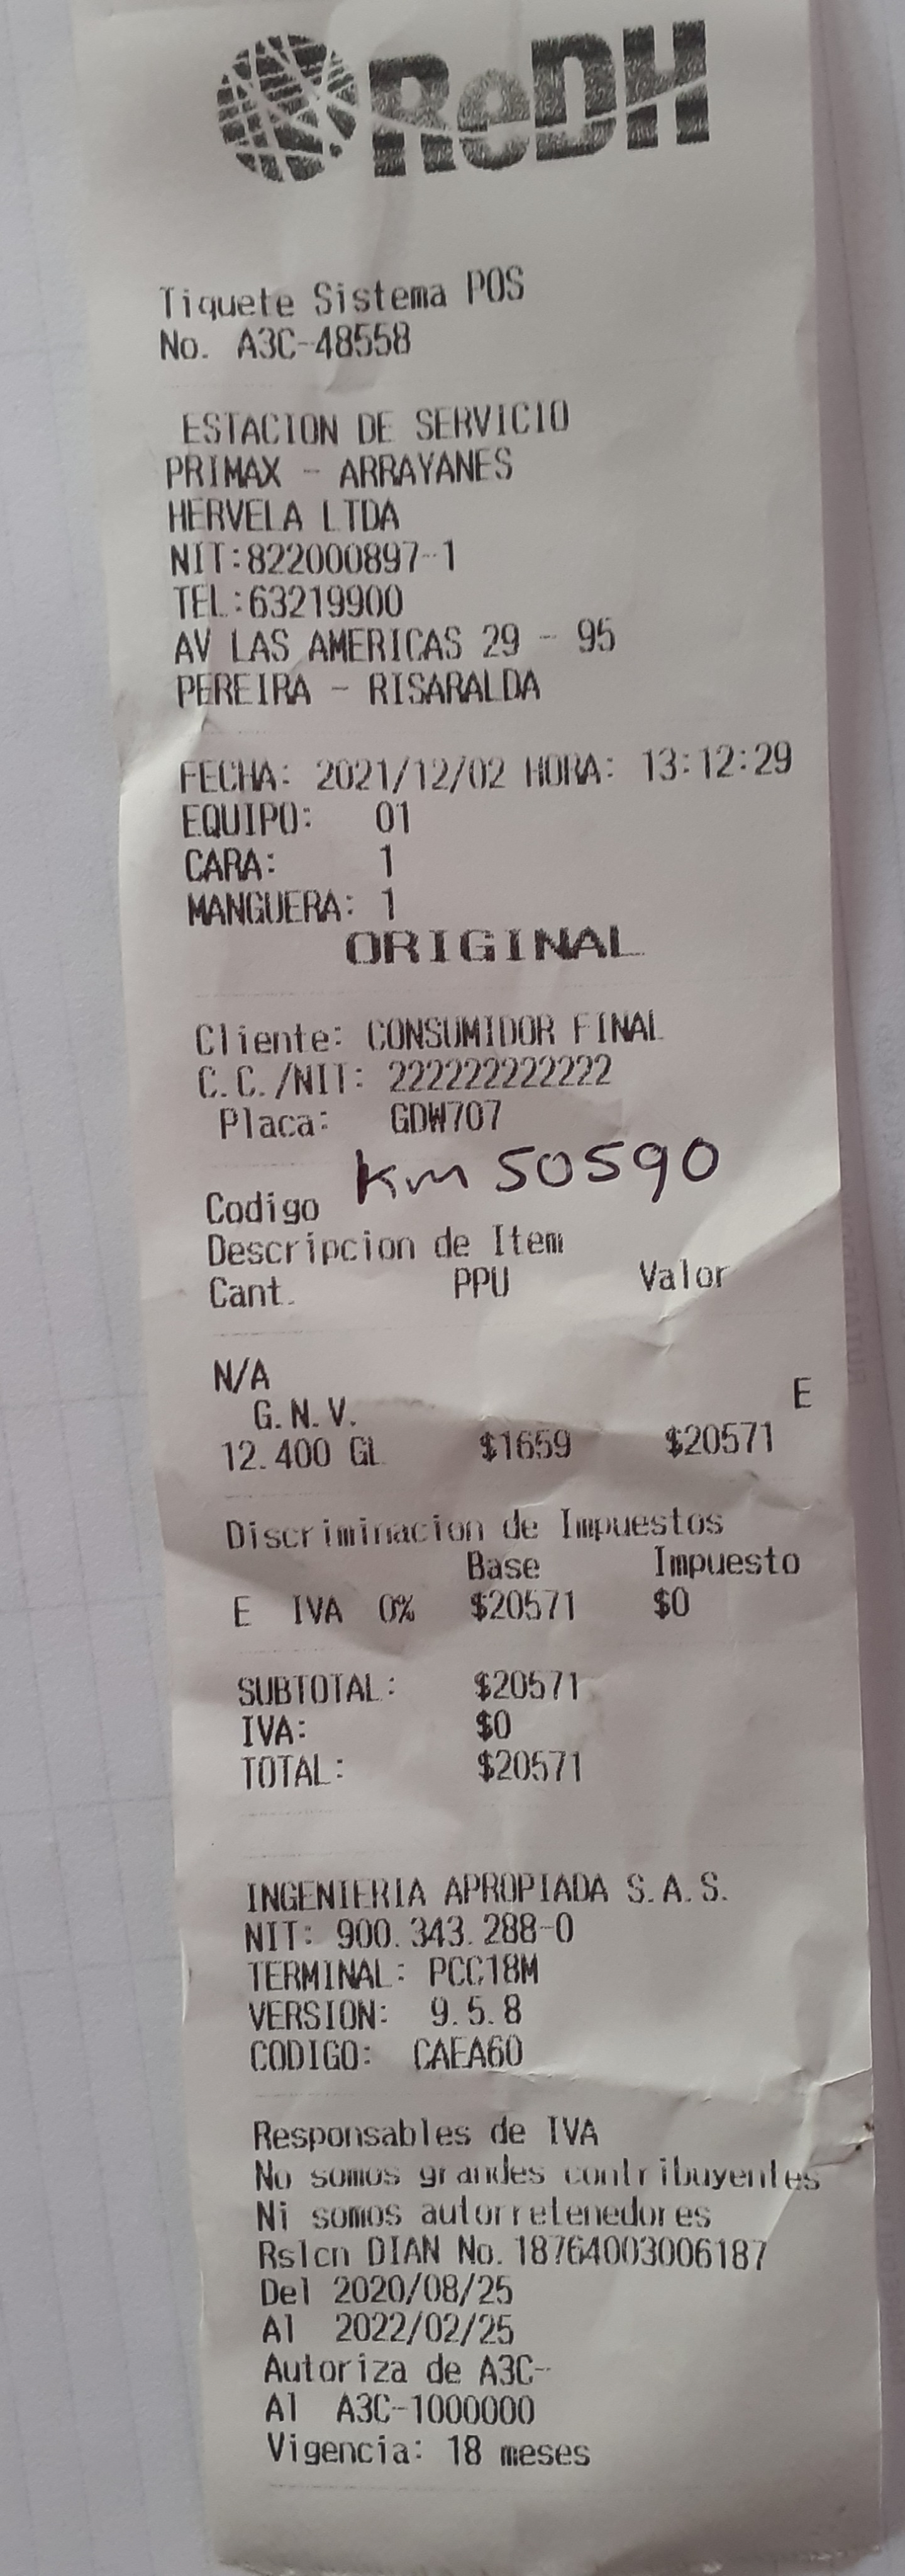 ReDH
Tiquete Sistema POS
No. A3C-48558
ESTACION DE SERVICIO
PRIMAX - ARRAYANES
HERVELA LTDA
NIT:822000897-1
TEL:63219900
AV LAS AMERICAS 29 - 95
PEREIRA - RISARALDA
FECHA: 2021/12/02 HORA: 13:12:29
EQUIPO: 01
CARA: 1
MANGUERA: 1
ORIGINAL
Cliente: CONSUMIDOR FINAL
C.C./NIT: 222222222222
Placa: GDW707
km 50590
Codigo
Descripcion de Item
Cant. PPU Valor
N/A
G.N.V. E
12.400 GL $1659 $20571
Discriminacion de Impuestos
Base Impuesto
E IVA 0% $20571 $0
SUBTOTAL: $20571
IVA: $0
TOTAL: $20571
INGENIERIA APROPIADA S.A.S.
NIT: 900.343.288-0
TERMINAL: PCC18M
VERSION: 9.5.8
CODIGO: CAEA60
Responsables de IVA
No somos grandes contribuyentes
Ni somos autorretenedores
Rslcn DIAN No. 18764003006187
Del 2020/08/25
Al 2022/02/25
Autoriza de A3C-
Al A3C-1000000
Vigencia: 18 meses